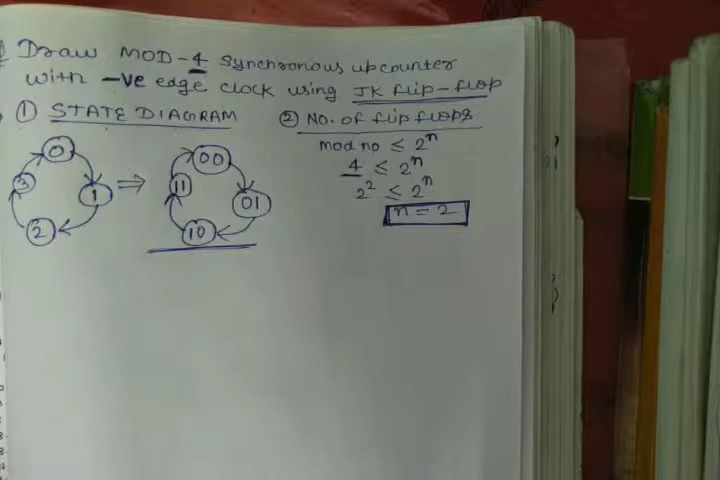 Draw MOD-4 synchronous upcounter
with -ve edge clock using JK flip-flop
① STATE DIAGRAM
② NO. of flip flops
mod no ≤ 2ⁿ
4 ≤ 2ⁿ
2² ≤ 2ⁿ
n = 2
0
3
1
2
⇒
00
11
01
10